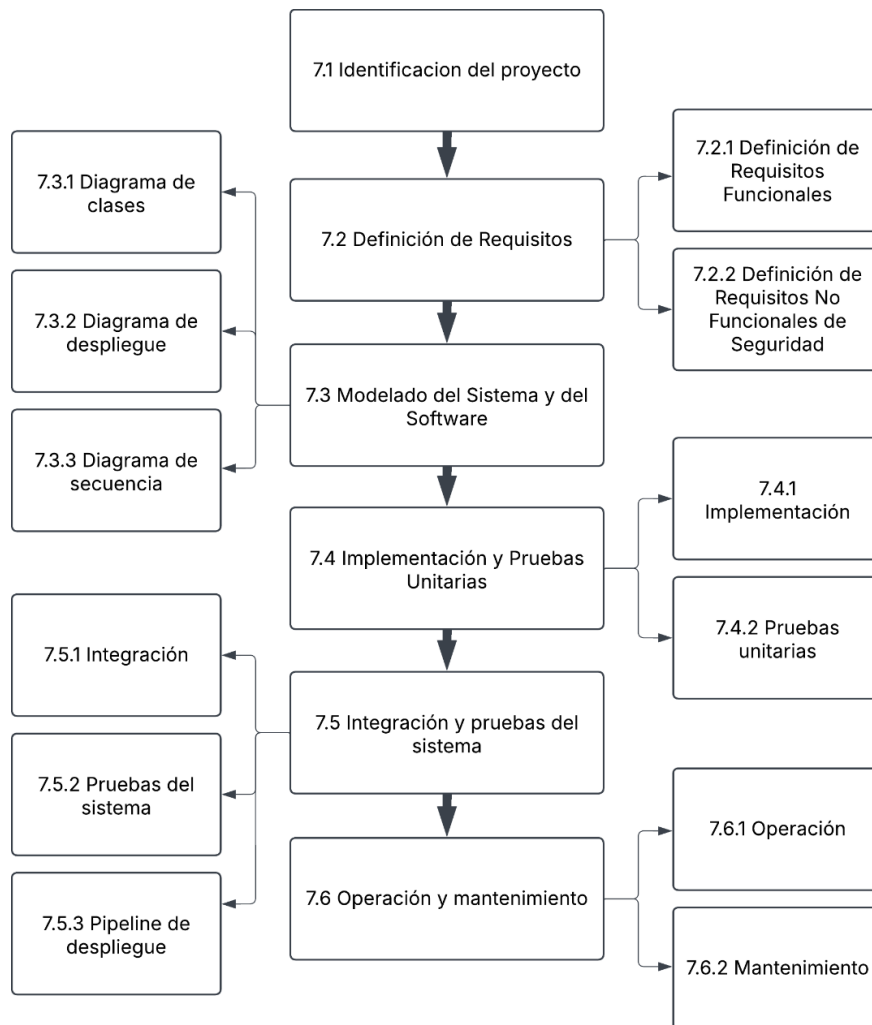 7.1 Identificacion del proyecto
7.2 Definición de Requisitos
7.2.1 Definición de
Requisitos
Funcionales
7.2.2 Definición de
Requisitos No
Funcionales de
Seguridad
7.3 Modelado del Sistema y del
Software
7.3.1 Diagrama de
clases
7.3.2 Diagrama de
despliegue
7.3.3 Diagrama de
secuencia
7.4 Implementación y Pruebas
Unitarias
7.4.1
Implementación
7.4.2 Pruebas
unitarias
7.5 Integración y pruebas del
sistema
7.5.1 Integración
7.5.2 Pruebas del
sistema
7.5.3 Pipeline de
despliegue
7.6 Operación y mantenimiento
7.6.1 Operación
7.6.2 Mantenimiento